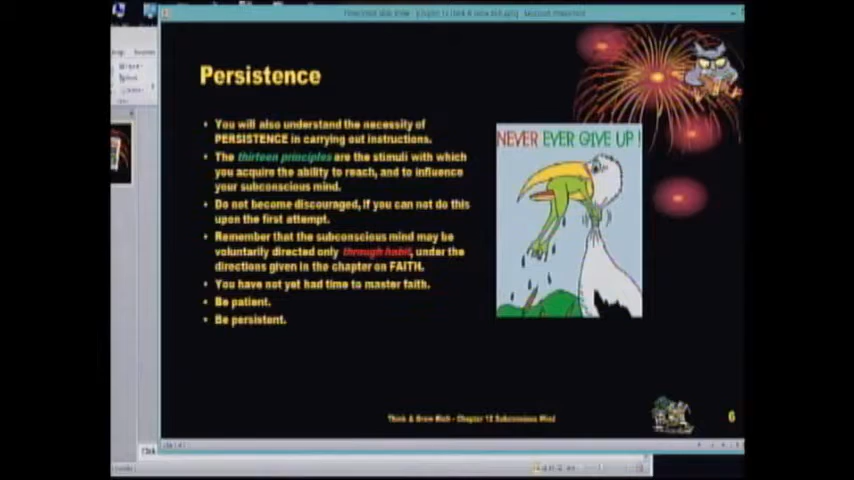 Persistence
You will also understand the necessity of
PERSISTENCE in carrying out instructions.
The thirteen principles are the stimuli with which
you acquire the ability to reach, and to influence
your subconscious mind.
Do not become discouraged, if you can not do this
upon the first attempt.
Remember that the subconscious mind may be
voluntarily directed only through habit, under the
directions given in the chapter on FAITH.
You have not yet had time to master faith.
Be patient.
Be persistent.
NEVER EVER GIVE UP!
Think & Grow Rich - Chapter 12 Subconscious Mind
6
Click